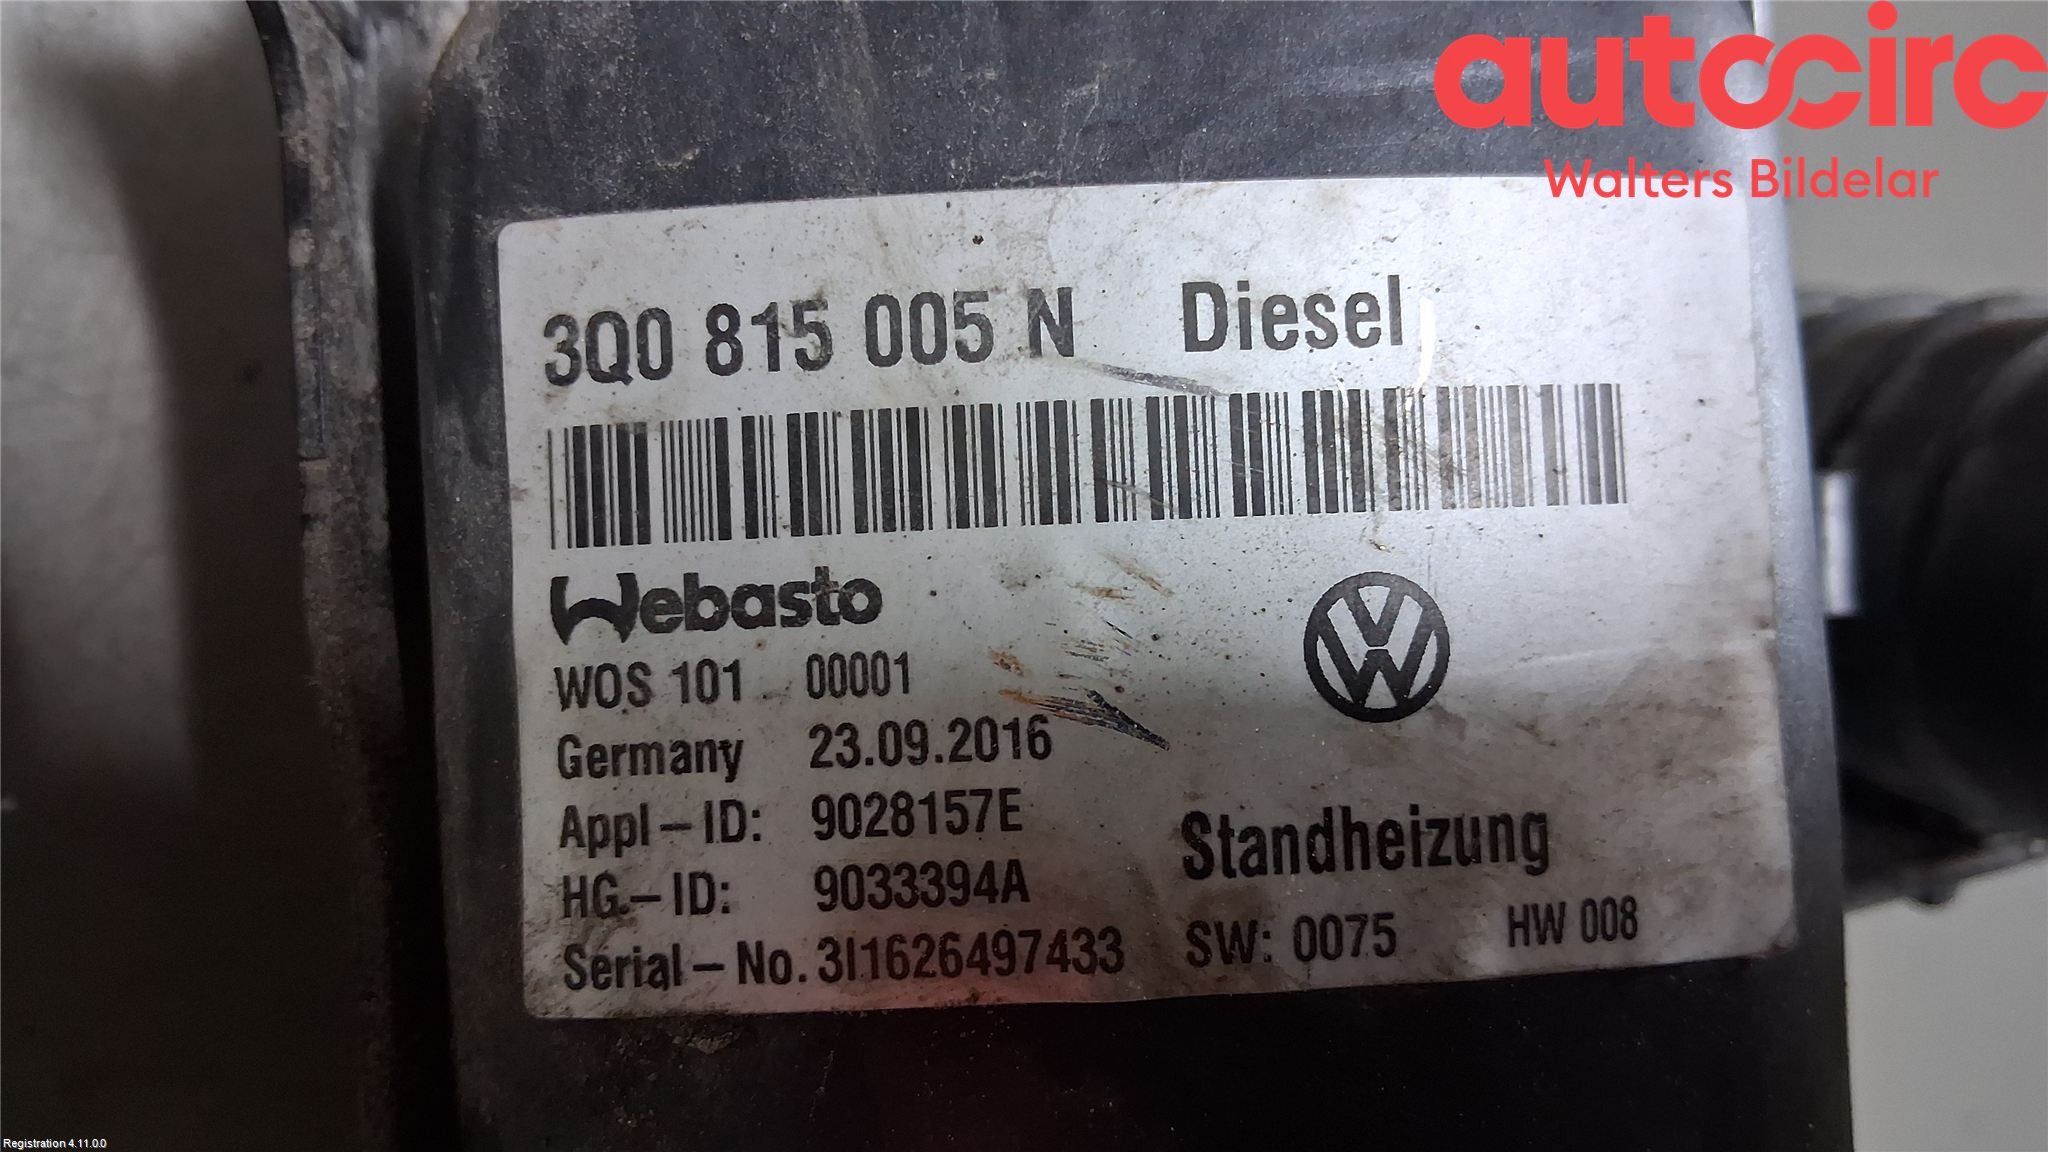 autocirc
Walters Bildelar
3Q0 815 005 N Diesel
Webasto
WOS 101 00001
Germany 23.09.2016
Appl-ID: 9028157E
HG.-ID: 9033394A
Standheizung
Serial-No. 3I1626497433 SW: 0075 HW 008
Registration 4.11.0.0